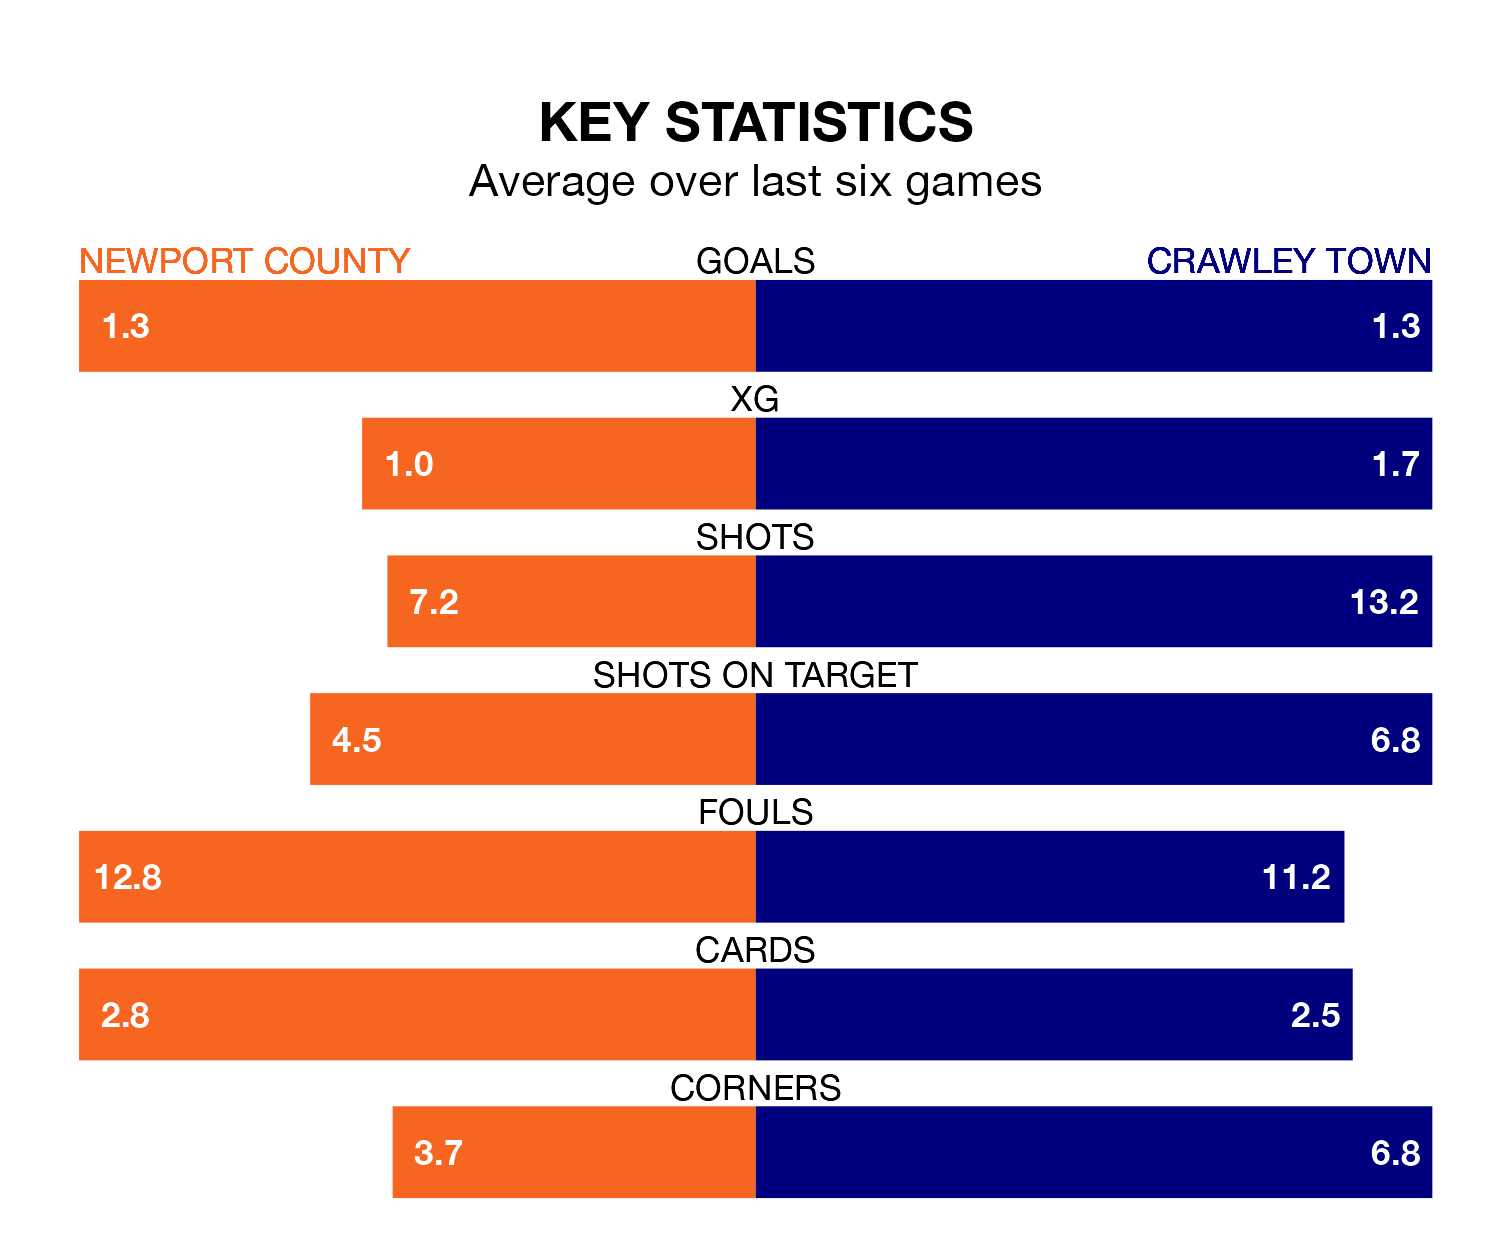 KEY STATISTICS
Average over last six games
NEWPORT COUNTY GOALS CRAWLEY TOWN
1.3 1.3
XG
1.0 1.7
SHOTS
7.2 13.2
SHOTS ON TARGET
4.5 6.8
FOULS
12.8 11.2
CARDS
2.8 2.5
CORNERS
3.7 6.8